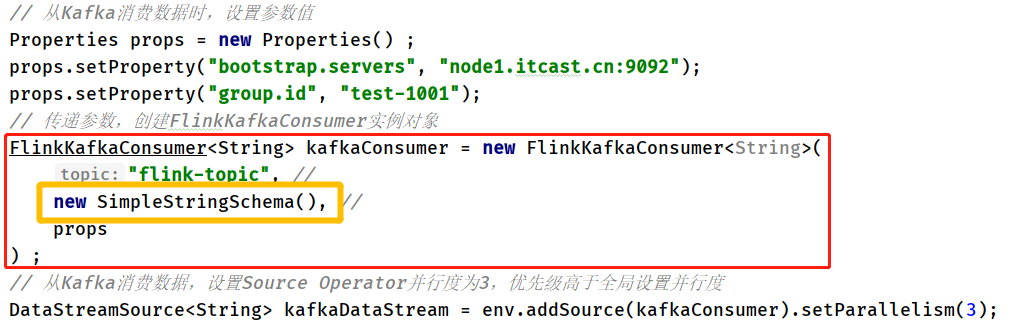 // 从Kafka消费数据时，设置参数值
Properties props = new Properties() ;
props.setProperty("bootstrap.servers", "node1.itcast.cn:9092");
props.setProperty("group.id", "test-1001");
// 传递参数，创建FlinkKafkaConsumer实例对象
FlinkKafkaConsumer<String> kafkaConsumer = new FlinkKafkaConsumer<String>(
topic: "flink-topic", //
new SimpleStringSchema(), //
props
) ;
// 从Kafka消费数据，设置Source Operator并行度为3，优先级高于全局设置并行度
DataStreamSource<String> kafkaDataStream = env.addSource(kafkaConsumer).setParallelism(3);